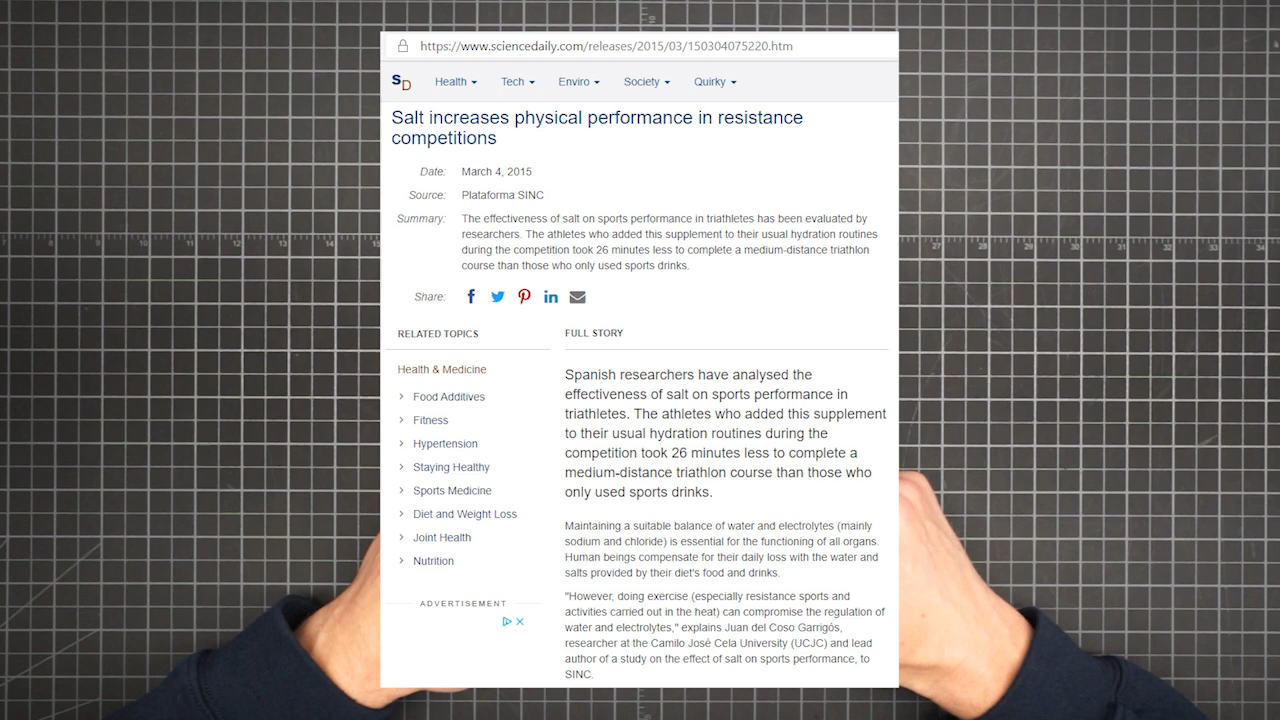 https://www.sciencedaily.com/releases/2015/03/150304075220.htm
SD
Health Tech Enviro Society Quirky
Salt increases physical performance in resistance
competitions
Date: March 4, 2015
Source: Plataforma SINC
Summary: The effectiveness of salt on sports performance in triathletes has been evaluated by
researchers. The athletes who added this supplement to their usual hydration routines
during the competition took 26 minutes less to complete a medium-distance triathlon
course than those who only used sports drinks.
Share:
RELATED TOPICS
Health & Medicine
Food Additives
Fitness
Hypertension
Staying Healthy
Sports Medicine
Diet and Weight Loss
Joint Health
Nutrition
ADVERTISEMENT
FULL STORY
Spanish researchers have analysed the
effectiveness of salt on sports performance in
triathletes. The athletes who added this supplement
to their usual hydration routines during the
competition took 26 minutes less to complete a
medium-distance triathlon course than those who
only used sports drinks.
Maintaining a suitable balance of water and electrolytes (mainly
sodium and chloride) is essential for the functioning of all organs.
Human beings compensate for their daily loss with the water and
salts provided by their diet's food and drinks.
"However, doing exercise (especially resistance sports and
activities carried out in the heat) can compromise the regulation of
water and electrolytes," explains Juan del Coso Garrigós,
researcher at the Camilo José Cela University (UCJC) and lead
author of a study on the effect of salt on sports performance, to
SINC.